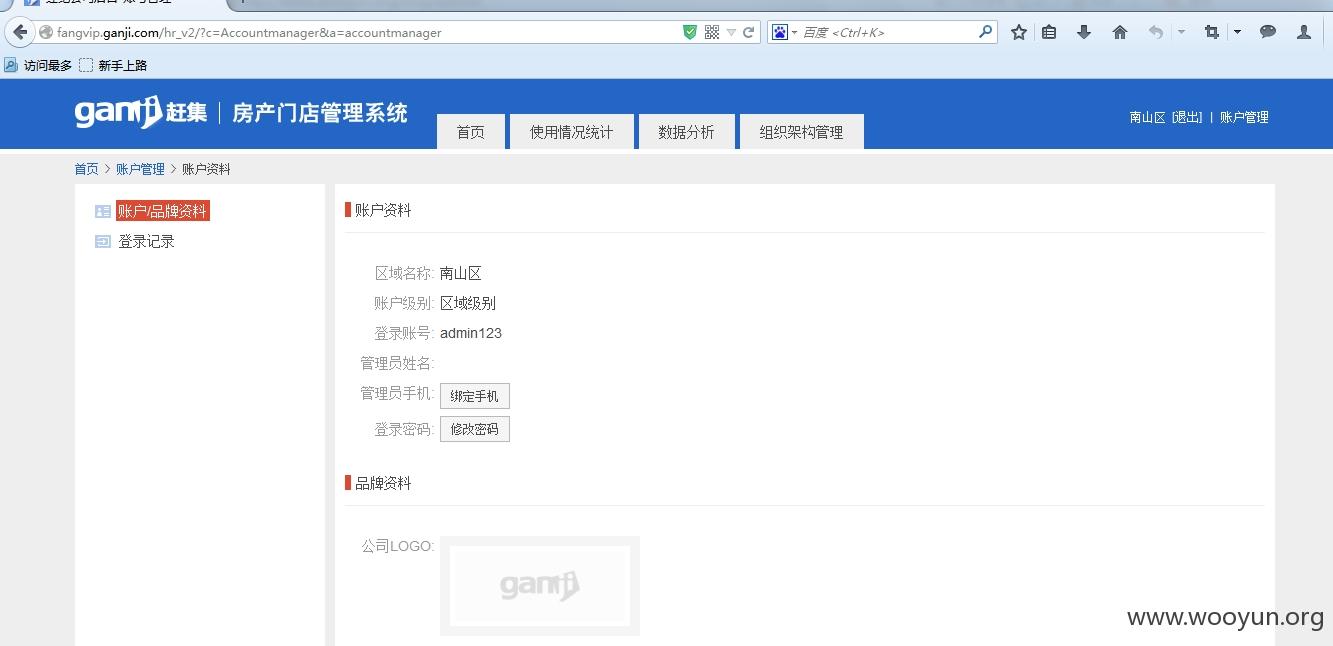 fangvip.ganji.com/hr_v2/?c=Accountmanager&a=accountmanager
百度 <Ctrl+K>
访问最多 新手上路
ganji赶集 | 房产门店管理系统
首页 使用情况统计 数据分析 组织架构管理
南山区 [退出] | 账户管理
首页 > 账户管理 > 账户资料
账户/品牌资料
登录记录
账户资料
区域名称: 南山区
账户级别: 区域级别
登录账号: admin123
管理员姓名:
管理员手机: 绑定手机
登录密码: 修改密码
品牌资料
公司LOGO:
ganji
www.wooyun.org